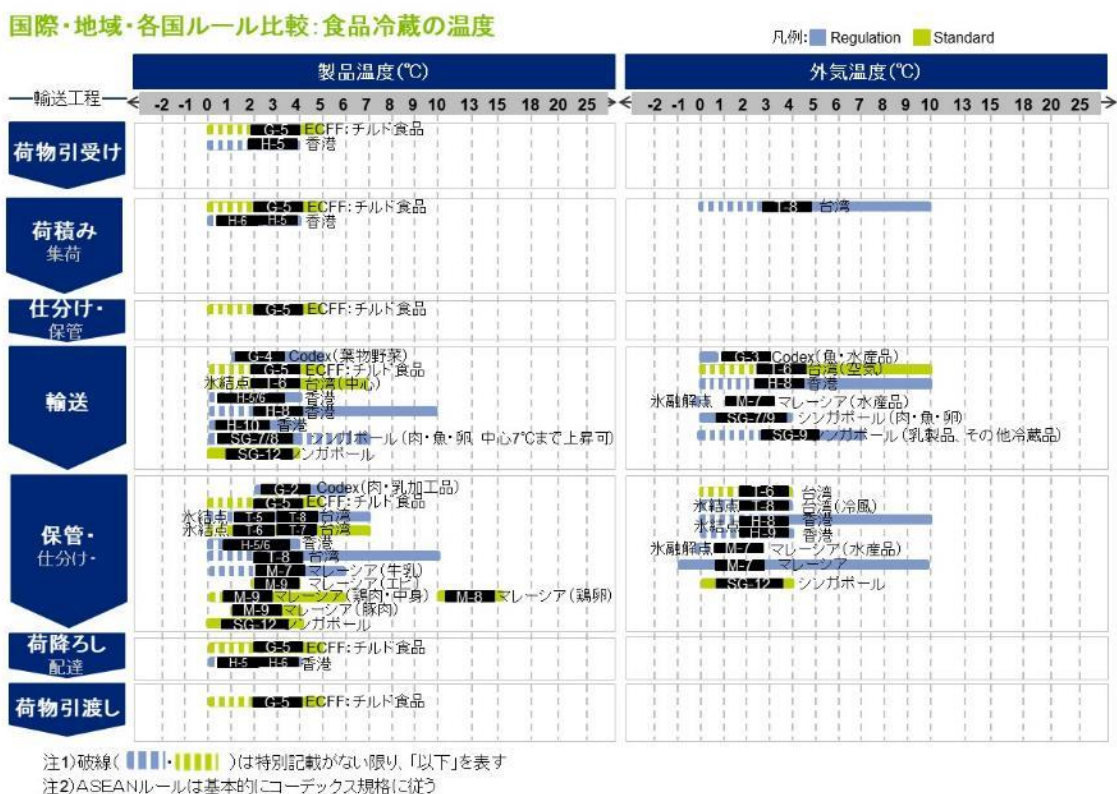 国際・地域・各国ルール比較：食品冷蔵の温度
凡例： Regulation Standard
製品温度(℃) 外気温度(℃)
輸送工程
-2 -1 0 1 2 3 4 5 6 7 8 9 10 13 15 18 20 25
-2 -1 0 1 2 3 4 5 6 7 8 9 10 13 15 18 20 25
荷物引受け
G-5 ECFF：チルド食品
H-5 香港
荷積み
集荷
G-5 ECFF：チルド食品
H-6 H-5 香港
T-8 台湾
仕分け・
保管
G-5 ECFF：チルド食品
輸送
G-4 Codex(葉物野菜)
G-5 ECFF：チルド食品
氷結点 T-6 台湾(中心)
H-5/6 香港
H-8 香港
H-10 香港
SG-7/8 シンガポール(肉・魚・卵、中心7℃まで上昇可)
SG-12 シンガポール
G-3 Codex(魚・水産品)
T-6 台湾(空気)
H-8 香港
氷融解点 M-7 マレーシア(水産品)
SG-7/9 シンガポール(肉・魚・卵)
SG-9 シンガポール(乳製品、その他冷蔵品)
保管・
仕分け・
G-2 Codex(肉・乳加工品)
G-5 ECFF：チルド食品
氷結点 T-5 T-8 台湾
氷結点 T-6 T-7 台湾
H-5/6 香港
T-8 台湾
M-7 マレーシア(牛乳)
M-9 マレーシア(エビ)
M-9 マレーシア(鶏肉・中身) M-8 マレーシア(鶏卵)
M-9 マレーシア(豚肉)
SG-12 シンガポール
T-6 台湾
氷結点 T-8 台湾(冷風)
H-8 香港
氷結点 H-9 香港
氷融解点 M-7 マレーシア(水産品)
M-7 マレーシア
SG-12 シンガポール
荷降ろし
配達
G-5 ECFF：チルド食品
H-5 H-6 香港
荷物引渡し
G-5 ECFF：チルド食品
注1)破線( ・ )は特別記載がない限り、「以下」を表す
注2)ASEANルールは基本的にコーデックス規格に従う